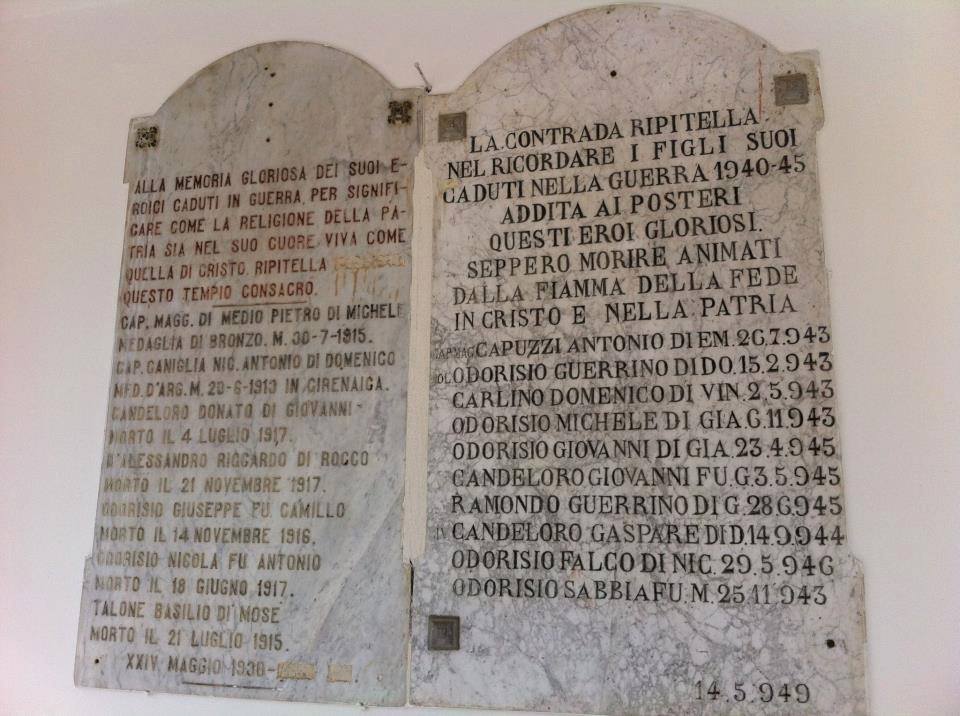 ALLA MEMORIA GLORIOSA DEI SUOI E-
ROICI CADUTI IN GUERRA, PER SIGNIFI-
CARE COME LA RELIGIONE DELLA PA-
TRIA SIA NEL SUO CUORE VIVA COME
QUELLA DI CRISTO. RIPITELLA
QUESTO TEMPIO CONSACRO.
CAP. MAGG. DI MEDIO PIETRO DI MICHELE
MEDAGLIA DI BRONZO. M. 30-7-1915.
CAP. CANIGLIA NIC. ANTONIO DI DOMENICO
MED. D'ARG. M. 20-6-1913 IN CIRENAICA.
CANDELORO DONATO DI GIOVANNI-
MORTO IL 4 LUGLIO 1917.
D'ALESSANDRO RICCARDO DI ROCCO
MORTO IL 21 NOVEMBRE 1917.
ODORISIO GIUSEPPE FU CAMILLO
MORTO IL 14 NOVEMBRE 1916.
ODORISIO NICOLA FU ANTONIO
MORTO IL 18 GIUGNO 1917.
TALONE BASILIO DI MOSE'
MORTO IL 21 LUGLIO 1915.
XXIV MAGGIO 1930-
LA CONTRADA RIPITELLA
NEL RICORDARE I FIGLI SUOI
CADUTI NELLA GUERRA 1940-45
ADDITA AI POSTERI
QUESTI EROI GLORIOSI.
SEPPERO MORIRE ANIMATI
DALLA FIAMMA DELLA FEDE
IN CRISTO E NELLA PATRIA
CAP.MAG. CAPUZZI ANTONIO DI EM. 26.7.943
ODORISIO GUERRINO DI DO. 15.2.943
CARLINO DOMENICO DI VIN. 2.5.943
ODORISIO MICHELE DI GIA. 6.11.943
ODORISIO GIOVANNI DI GIA. 23.4.945
CANDELORO GIOVANNI FU. G. 3.5.945
RAMONDO GUERRINO DI G. 28.6.945
CANDELORO GASPARE DI D. 14.9.944
ODORISIO FALCO DI NIC. 29.5.946
ODORISIO SABBIA FU. M. 25.11.943
14.5.949